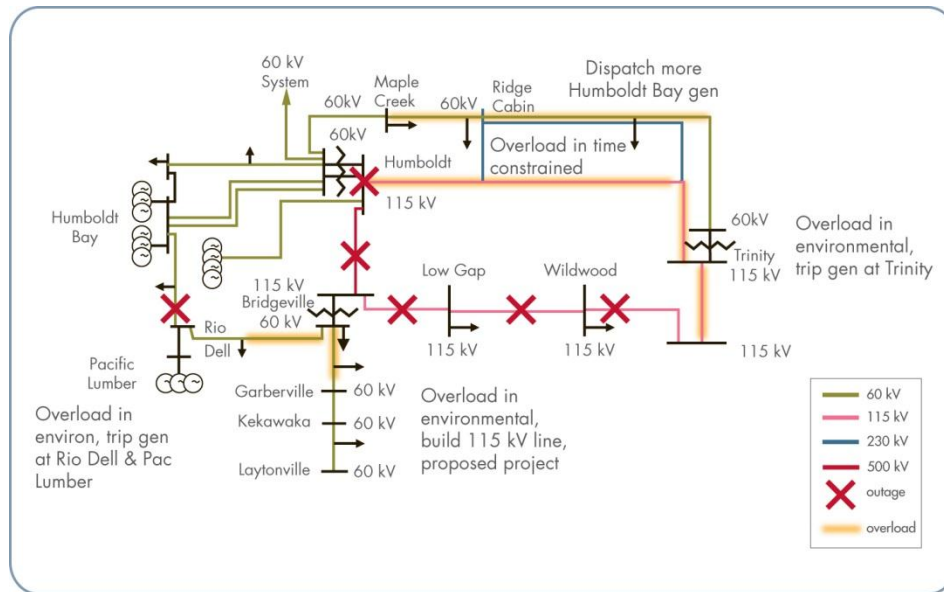 60 kV
System
Maple
Creek
60kV
60kV
Ridge
Cabin
Dispatch more
Humboldt Bay gen
60kV
Humboldt
Overload in time
constrained
115 kV
Humboldt
Bay
60kV
Trinity
115 kV
Overload in
environmental,
trip gen at Trinity
115 kV
Bridgeville
60 kV
Low Gap
115 kV
Wildwood
115 kV
115 kV
Rio
Dell
Pacific
Lumber
Overload in
environ, trip gen
at Rio Dell & Pac
Lumber
Garberville
60 kV
Kekawaka
60 kV
Laytonville
60 kV
Overload in
environmental,
build 115 kV line,
proposed project
60 kV
115 kV
230 kV
500 kV
outage
overload